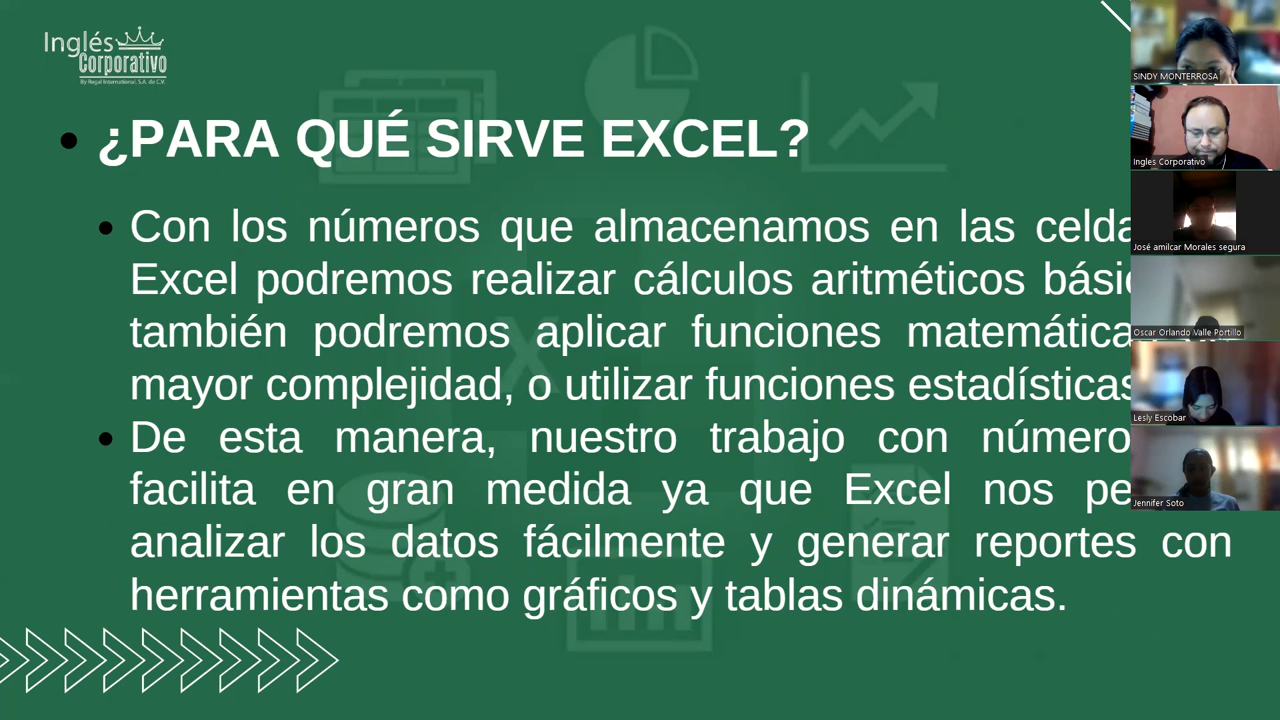 Inglés
Corporativo
By Regal International, S.A. de C.V.
¿PARA QUÉ SIRVE EXCEL?
Con los números que almacenamos en las celda
Excel podremos realizar cálculos aritméticos básic
también podremos aplicar funciones matemática
mayor complejidad, o utilizar funciones estadísticas
De esta manera, nuestro trabajo con número
facilita en gran medida ya que Excel nos pe
analizar los datos fácilmente y generar reportes con
herramientas como gráficos y tablas dinámicas.
SINDY MONTERROSA
Ingles Corporativo
José amilcar Morales segura
Oscar Orlando Valle Portillo
Lesly Escobar
Jennifer Soto